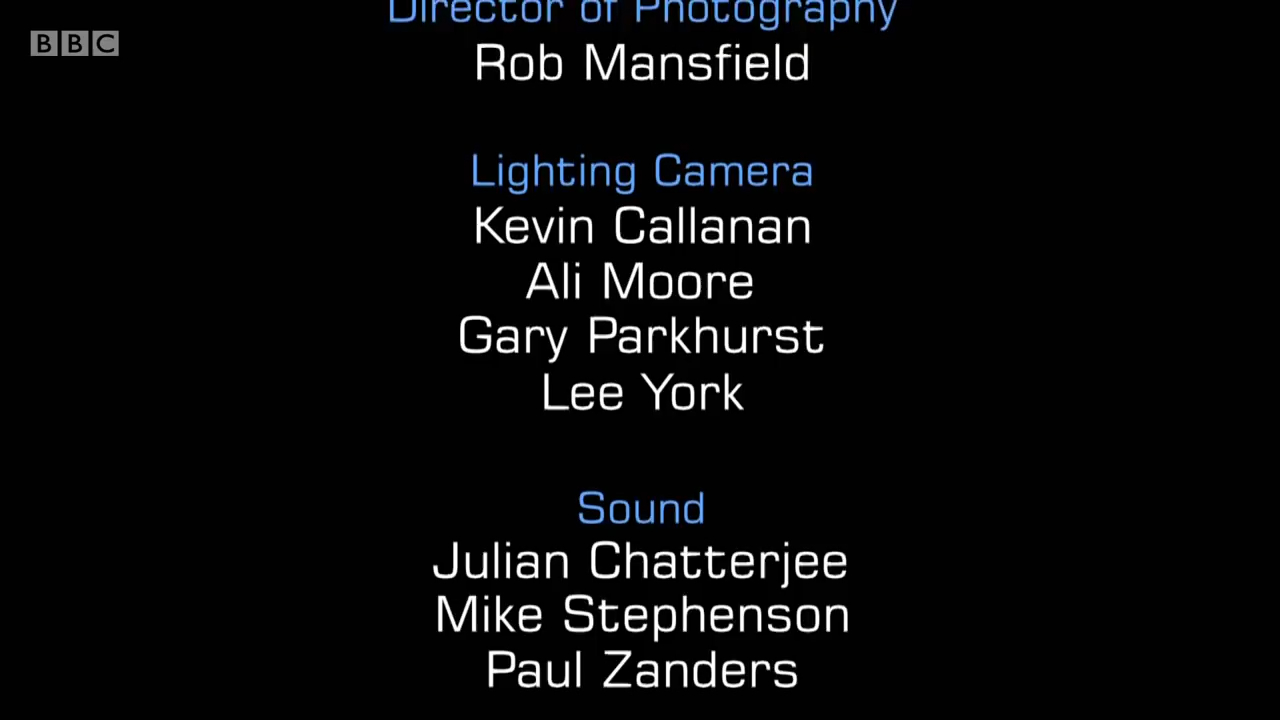 Director of Photography
BBC
Rob Mansfield
Lighting Camera
Kevin Callanan
Ali Moore
Gary Parkhurst
Lee York
Sound
Julian Chatterjee
Mike Stephenson
Paul Zanders